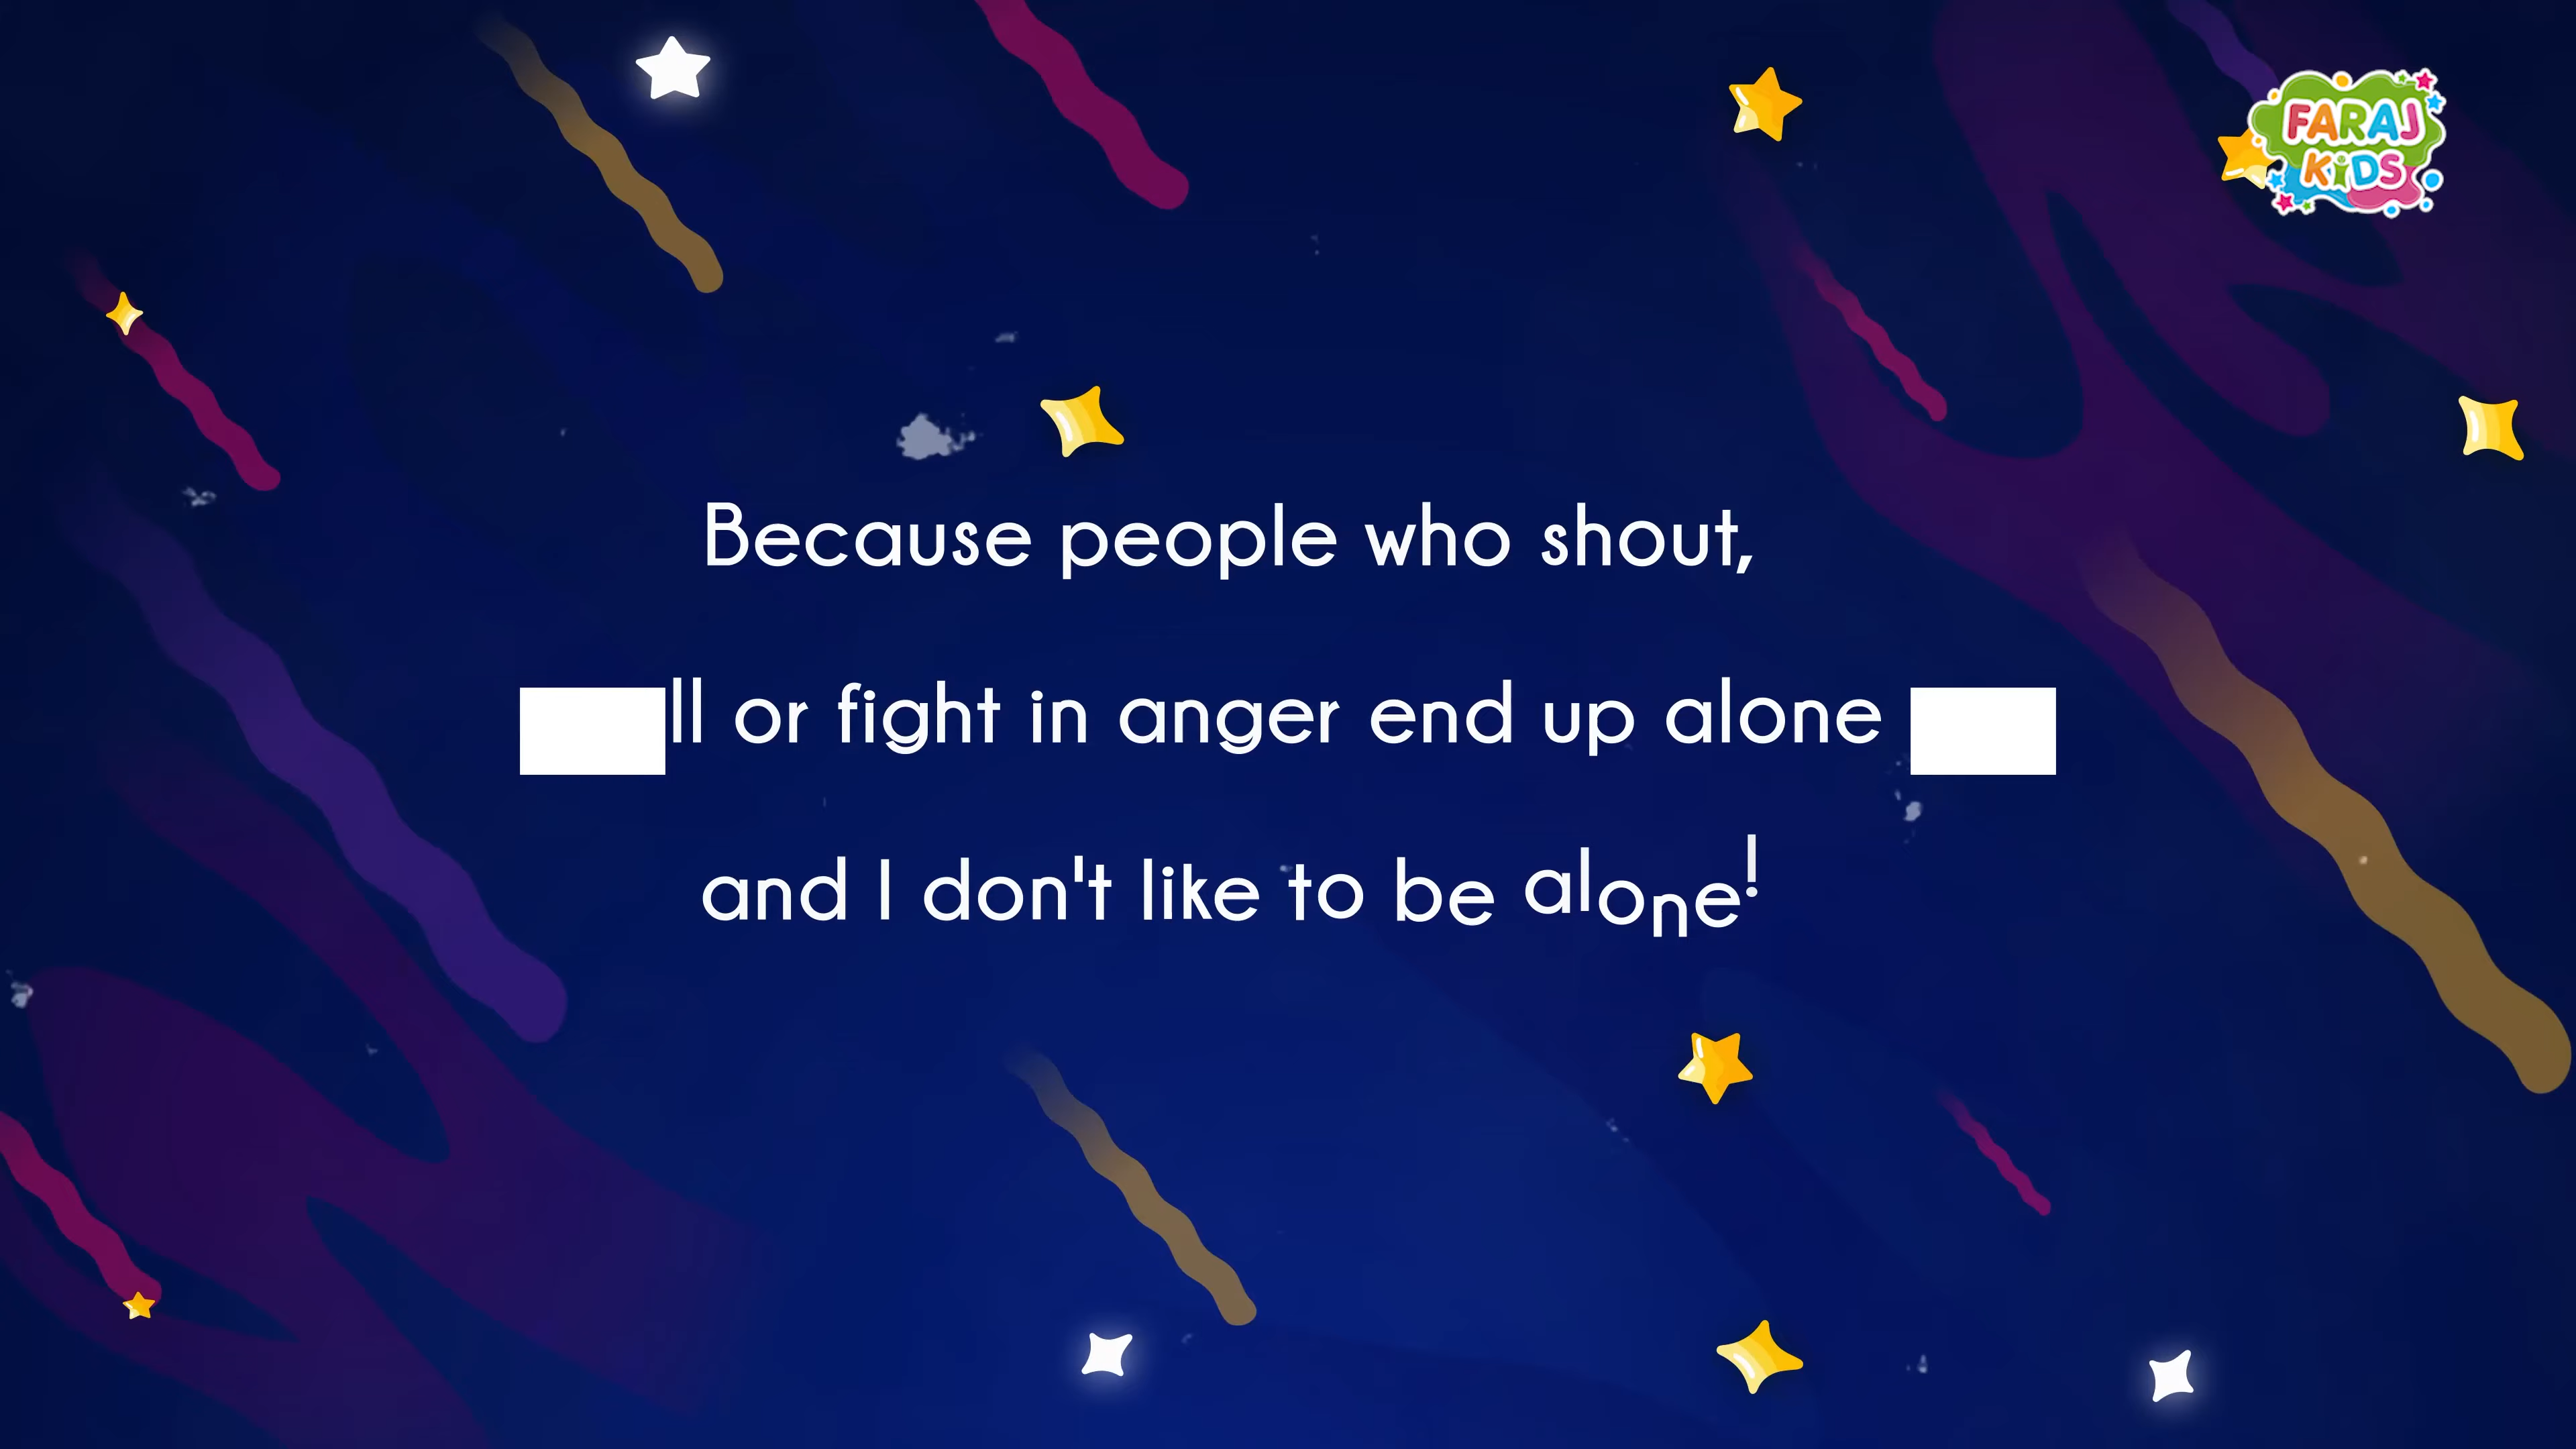 Because people who shout,
or fight in anger end up alone
and I don't like to be alone!
FARAJ
KiDS